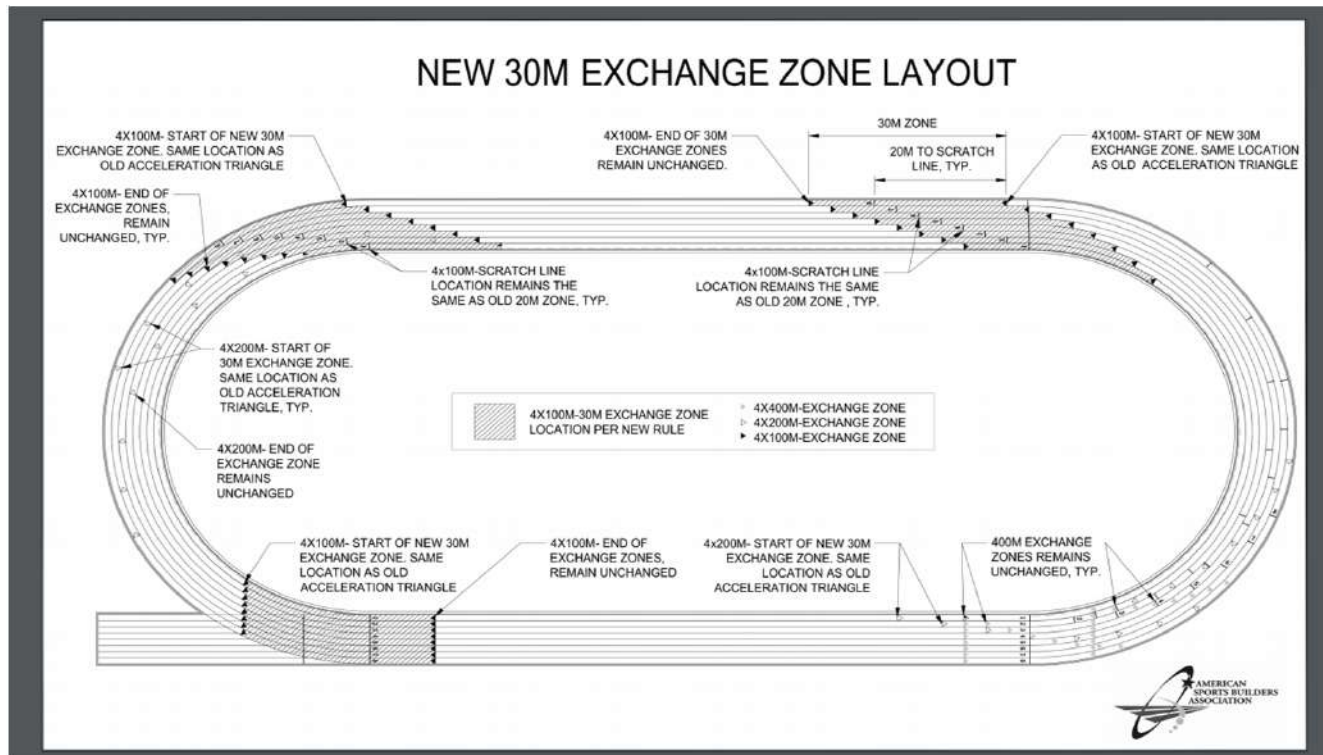 NEW 30M EXCHANGE ZONE LAYOUT
4X100M- START OF NEW 30M
EXCHANGE ZONE. SAME LOCATION AS
OLD ACCELERATION TRIANGLE
4X100M- END OF
EXCHANGE ZONES,
REMAIN
UNCHANGED, TYP.
4X100M- END OF 30M
EXCHANGE ZONES
REMAIN UNCHANGED.
30M ZONE
20M TO SCRATCH
LINE, TYP.
4X100M- START OF NEW 30M
EXCHANGE ZONE. SAME LOCATION
AS OLD ACCELERATION TRIANGLE
4x100M-SCRATCH LINE
LOCATION REMAINS THE
SAME AS OLD 20M ZONE, TYP.
4x100M-SCRATCH LINE
LOCATION REMAINS THE SAME
AS OLD 20M ZONE , TYP.
4X200M- START OF
30M EXCHANGE ZONE.
SAME LOCATION AS
OLD ACCELERATION
TRIANGLE, TYP.
4X200M- END OF
EXCHANGE ZONE
REMAINS
UNCHANGED
4X100M-30M EXCHANGE ZONE
LOCATION PER NEW RULE
4X400M-EXCHANGE ZONE
4X200M-EXCHANGE ZONE
4X100M-EXCHANGE ZONE
4X100M- START OF NEW 30M
EXCHANGE ZONE. SAME
LOCATION AS OLD
ACCELERATION TRIANGLE
4X100M- END OF
EXCHANGE ZONES,
REMAIN UNCHANGED
4x200M- START OF NEW 30M
EXCHANGE ZONE. SAME
LOCATION AS OLD
ACCELERATION TRIANGLE
400M EXCHANGE
ZONES REMAINS
UNCHANGED, TYP.
AMERICAN
SPORTS BUILDERS
ASSOCIATION